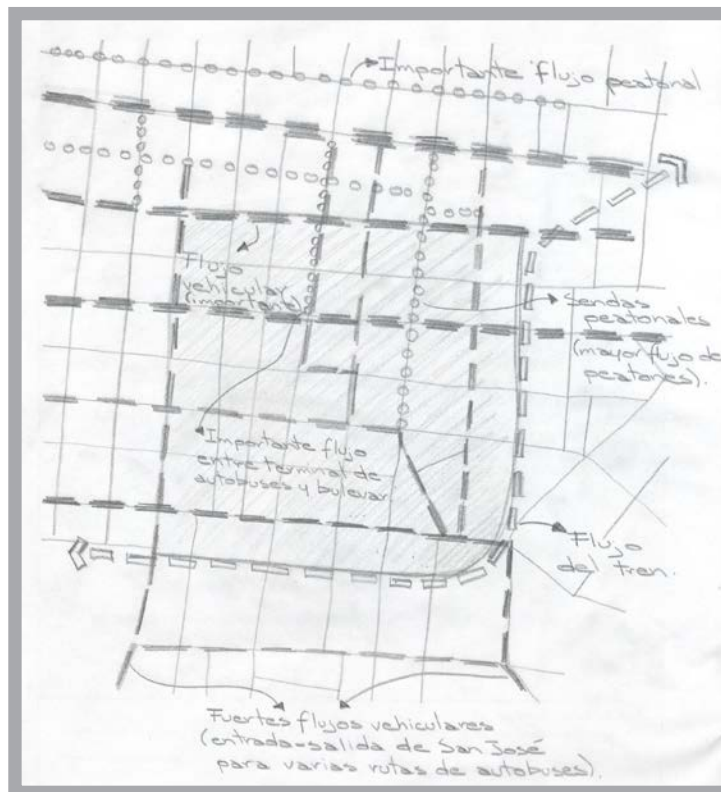 Importante flujo peatonal
Flujo
vehicular
(importante)
Sendas
peatonales
(mayor flujo de
peatones).
Importante flujo
entre terminal de
autobuses y bulevar.
Flujo
del tren.
Fuertes flujos vehiculares
(entrada-salida de San José
para varias rutas de autobuses).